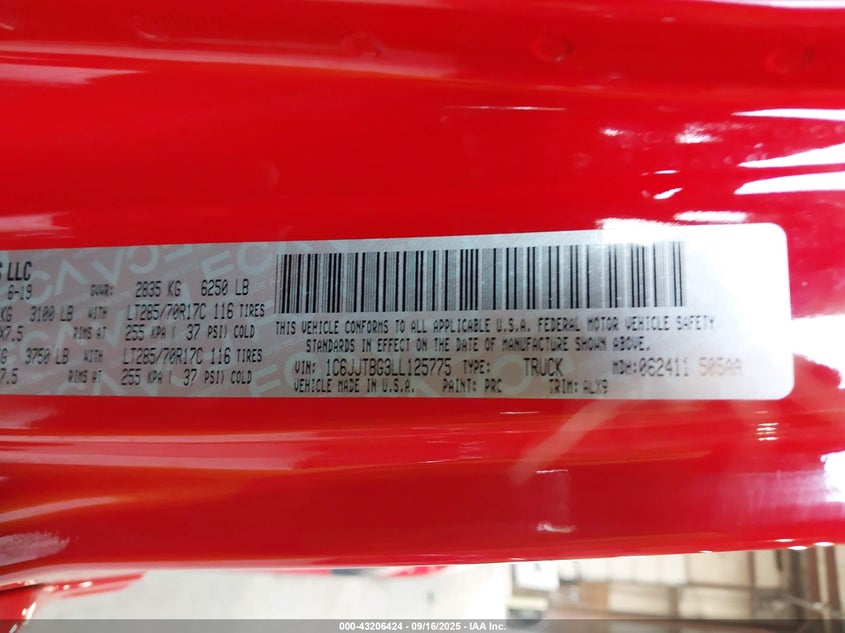 S LLC
6-19 GVWR: 2835 KG 6250 LB
KG 3100 LB WITH LT285/70R17C 116 TIRES
X7.5 RIMS AT 255 KPA ( 37 PSI) COLD
KG 3750 LB WITH LT285/70R17C 116 TIRES
X7.5 RIMS AT 255 KPA ( 37 PSI) COLD
THIS VEHICLE CONFORMS TO ALL APPLICABLE U.S.A. FEDERAL MOTOR VEHICLE SAFETY
STANDARDS IN EFFECT ON THE DATE OF MANUFACTURE SHOWN ABOVE.
VIN: 1C6JJTBG3LL125775 TYPE: TRUCK MDH:062411 505AA
VEHICLE MADE IN U.S.A. PAINT: PRC TRIM: ALX9
000-43206424 - 09/16/2025 - IAA Inc.